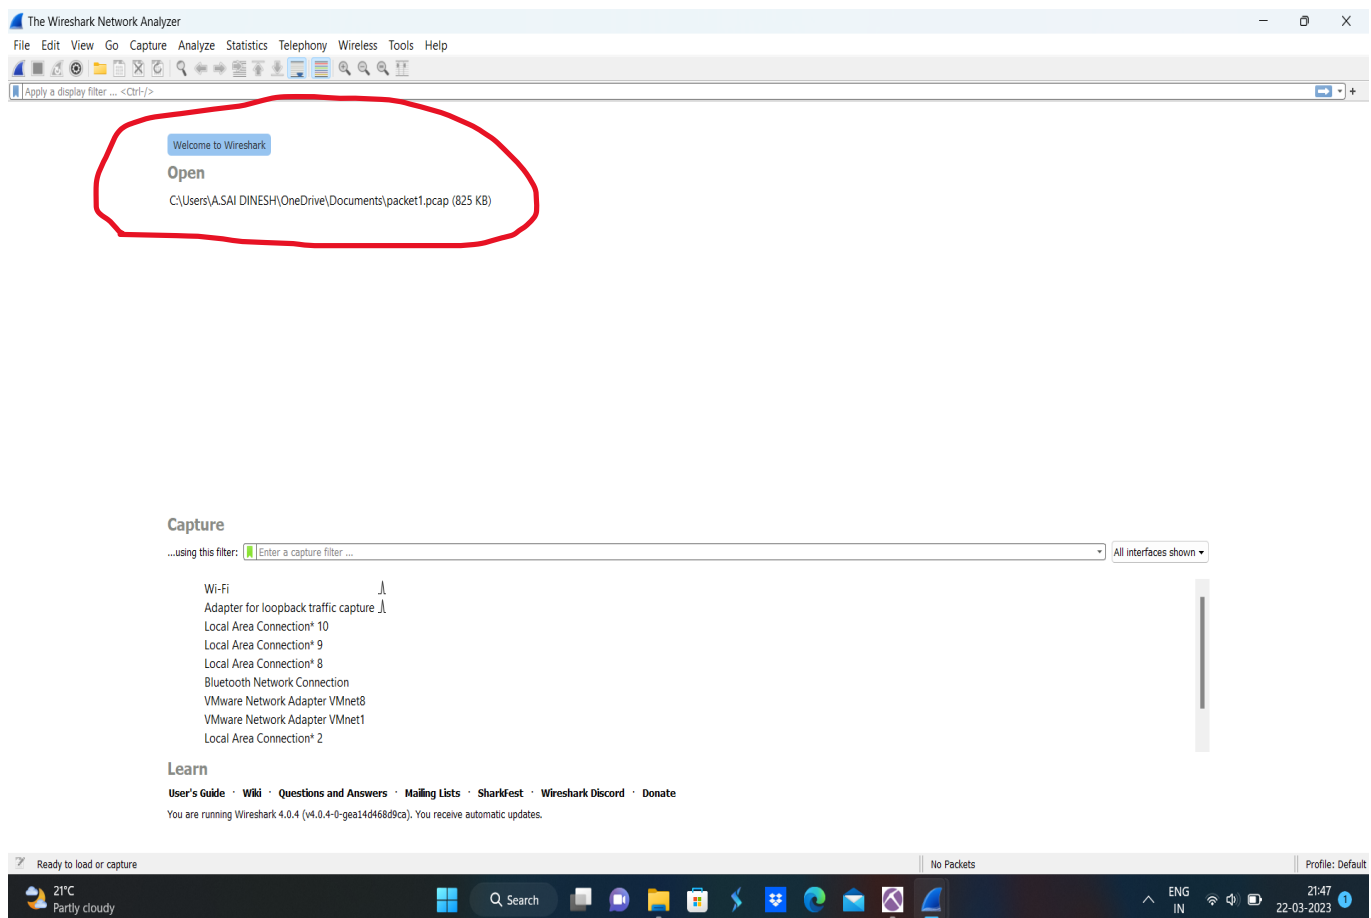 The Wireshark Network Analyzer
File Edit View Go Capture Analyze Statistics Telephony Wireless Tools Help
Apply a display filter ... <Ctrl-/>
Welcome to Wireshark
Open
C:\Users\A.SAI DINESH\OneDrive\Documents\packet1.pcap (825 KB)
Capture
...using this filter: Enter a capture filter ... All interfaces shown
Wi-Fi
Adapter for loopback traffic capture
Local Area Connection* 10
Local Area Connection* 9
Local Area Connection* 8
Bluetooth Network Connection
VMware Network Adapter VMnet8
VMware Network Adapter VMnet1
Local Area Connection* 2
Learn
User's Guide · Wiki · Questions and Answers · Mailing Lists · SharkFest · Wireshark Discord · Donate
You are running Wireshark 4.0.4 (v4.0.4-0-gea14d468d9ca). You receive automatic updates.
Ready to load or capture No Packets Profile: Default
21°C
Partly cloudy
Search
ENG
IN
21:47
22-03-2023
1